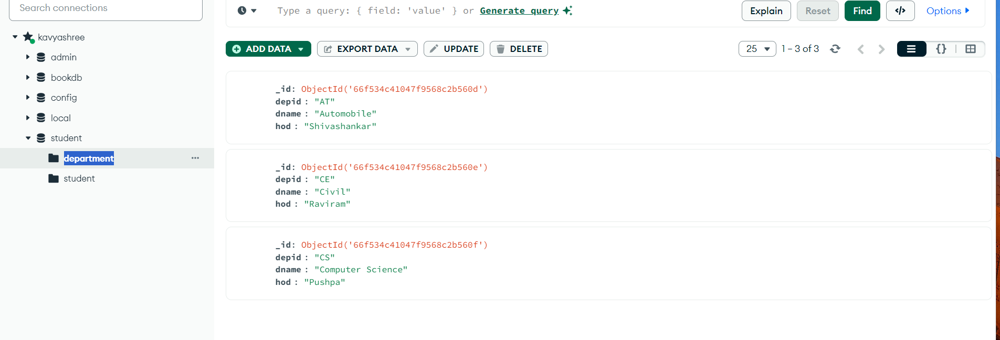 Search connections
kavyashree
admin
bookdb
config
local
student
department
student
Type a query: { field: 'value' } or Generate query
Explain
Reset
Find
</>
Options
ADD DATA
EXPORT DATA
UPDATE
DELETE
25
1 – 3 of 3
{}
_id: ObjectId('66f534c41047f9568c2b560d')
depid : "AT"
dname : "Automobile"
hod : "Shivashankar"
_id: ObjectId('66f534c41047f9568c2b560e')
depid : "CE"
dname : "Civil"
hod : "Raviram"
_id: ObjectId('66f534c41047f9568c2b560f')
depid : "CS"
dname : "Computer Science"
hod : "Pushpa"